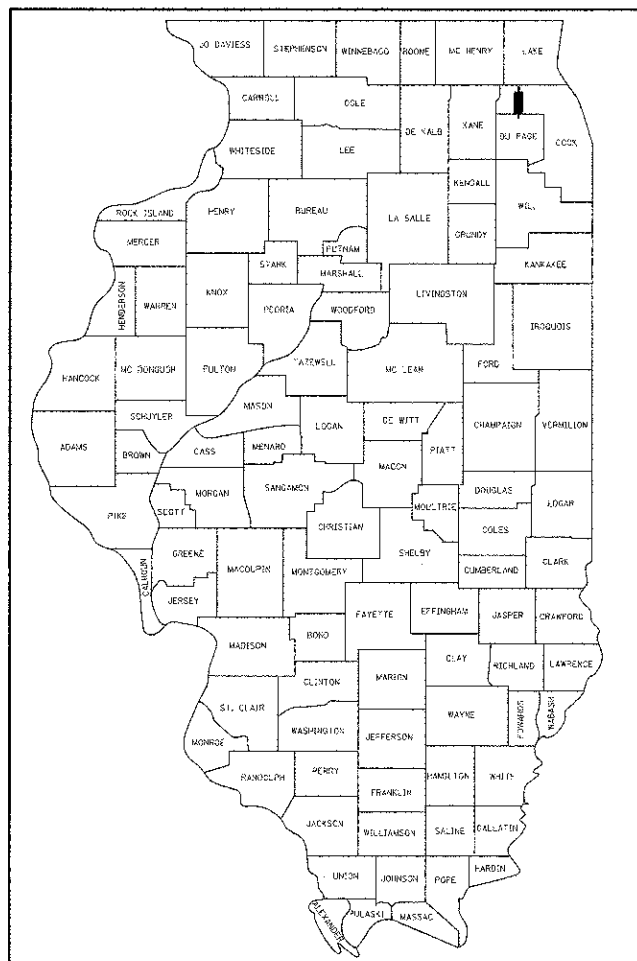 JO DAVIESS STEPHENSON WINNEBAGO BOONE MC HENRY LAKE
CARROLL OGLE
DE KALB KANE DU PAGE COOK
WHITESIDE LEE
KENDALL
ROCK ISLAND HENRY BUREAU LA SALLE WILL
MERCER PUTNAM GRUNDY
STARK MARSHALL KANKAKEE
HENDERSON WARREN KNOX PEORIA WOODFORD LIVINGSTON
IROQUOIS
HANCOCK MC DONOUGH FULTON TAZEWELL MC LEAN FORD
MASON
SCHUYLER LOGAN DE WITT CHAMPAIGN VERMILION
ADAMS BROWN CASS MENARD PIATT
MACON
PIKE SCOTT MORGAN SANGAMON DOUGLAS EDGAR
CHRISTIAN MOULTRIE
COLES
CALHOUN GREENE MACOUPIN MONTGOMERY SHELBY CLARK
CUMBERLAND
JERSEY
FAYETTE EFFINGHAM JASPER CRAWFORD
MADISON BOND
CLAY RICHLAND LAWRENCE
CLINTON MARION
ST. CLAIR
WAYNE EDWARDS WABASH
MONROE WASHINGTON JEFFERSON
RANDOLPH PERRY HAMILTON WHITE
FRANKLIN
JACKSON WILLIAMSON SALINE GALLATIN
UNION JOHNSON POPE HARDIN
ALEXANDER PULASKI MASSAC